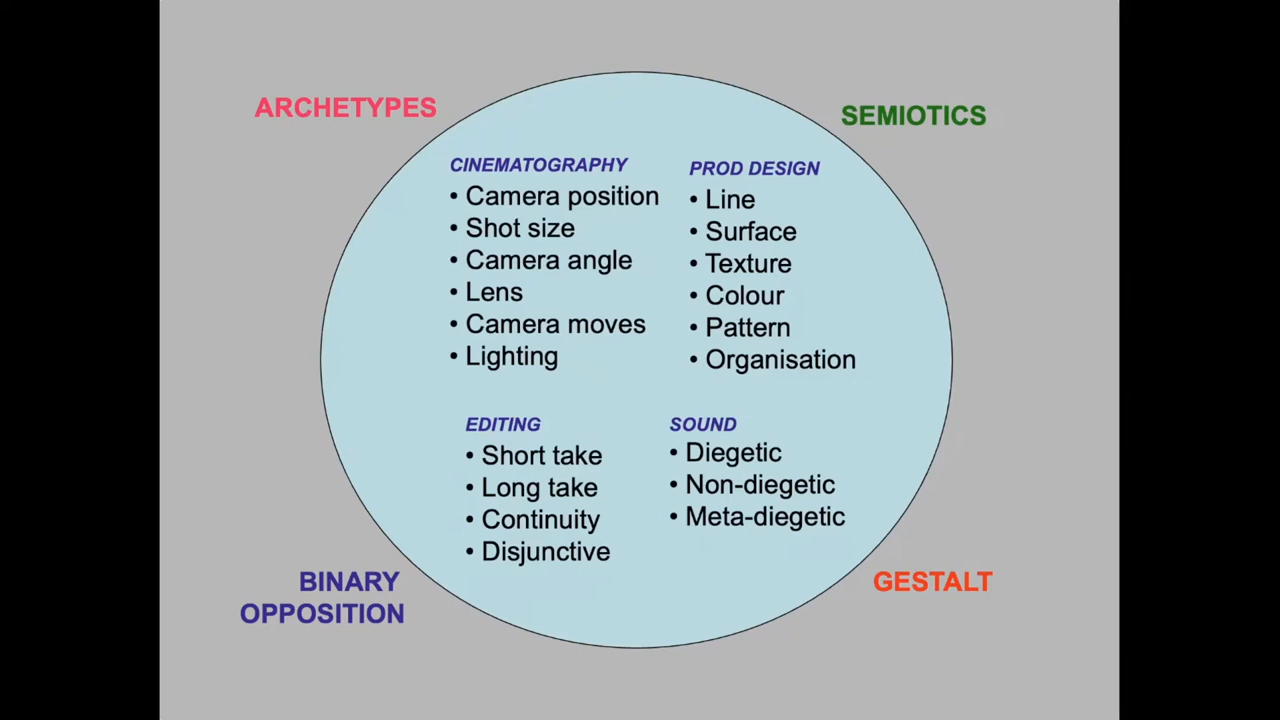 ARCHETYPES
SEMIOTICS
CINEMATOGRAPHY
• Camera position
• Shot size
• Camera angle
• Lens
• Camera moves
• Lighting
PROD DESIGN
• Line
• Surface
• Texture
• Colour
• Pattern
• Organisation
EDITING
• Short take
• Long take
• Continuity
• Disjunctive
SOUND
• Diegetic
• Non-diegetic
• Meta-diegetic
BINARY
OPPOSITION
GESTALT